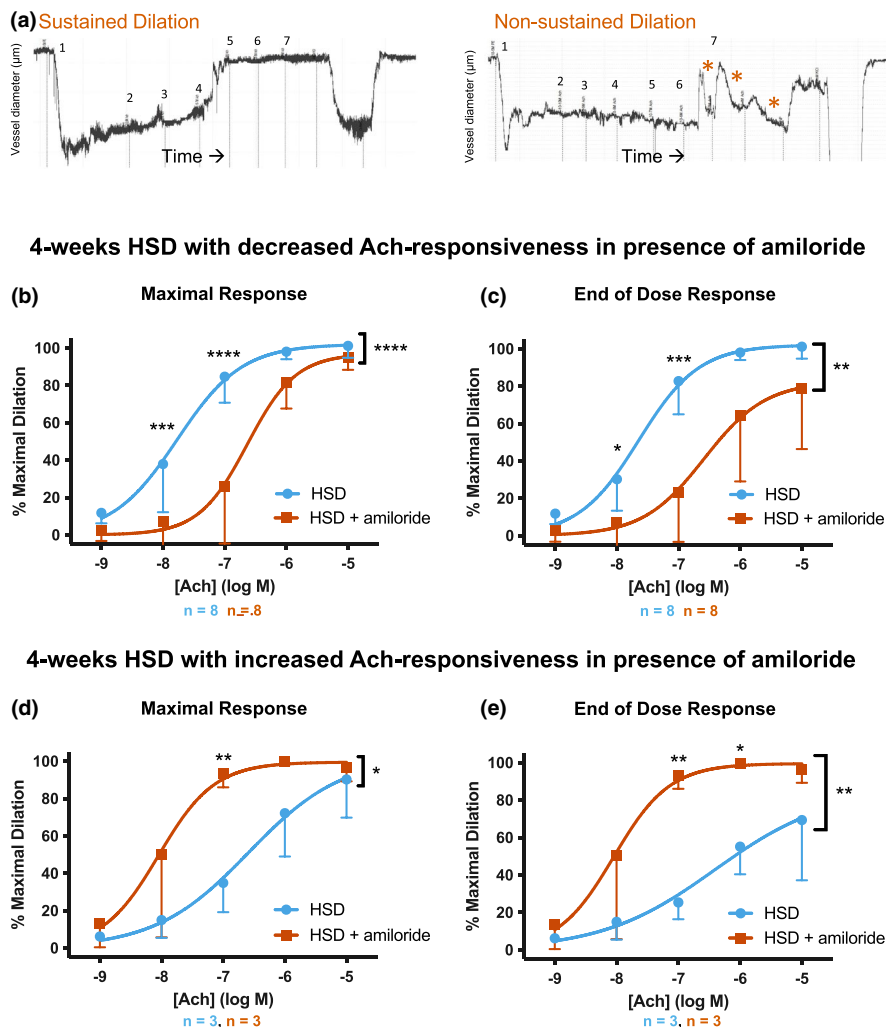 (a) Sustained Dilation
Non-sustained Dilation
Vessel diameter (μm)
1
2
3
4
5
6
7
Time →
Vessel diameter (μm)
1
2
3
4
5
6
7
* * *
Time →
4-weeks HSD with decreased Ach-responsiveness in presence of amiloride
(b)
Maximal Response
% Maximal Dilation
100
80
60
40
20
0
***
****
****
HSD
HSD + amiloride
-9 -8 -7 -6 -5
[Ach] (log M)
n = 8 n = .8
(c)
End of Dose Response
% Maximal Dilation
100
80
60
40
20
0
*
***
**
HSD
HSD + amiloride
-9 -8 -7 -6 -5
[Ach] (log M)
n = 8 n = 8
4-weeks HSD with increased Ach-responsiveness in presence of amiloride
(d)
Maximal Response
% Maximal Dilation
100
80
60
40
20
0
**
*
HSD
HSD + amiloride
-9 -8 -7 -6 -5
[Ach] (log M)
n = 3, n = 3
(e)
End of Dose Response
% Maximal Dilation
100
80
60
40
20
0
**
*
**
HSD
HSD + amiloride
-9 -8 -7 -6 -5
[Ach] (log M)
n = 3, n = 3